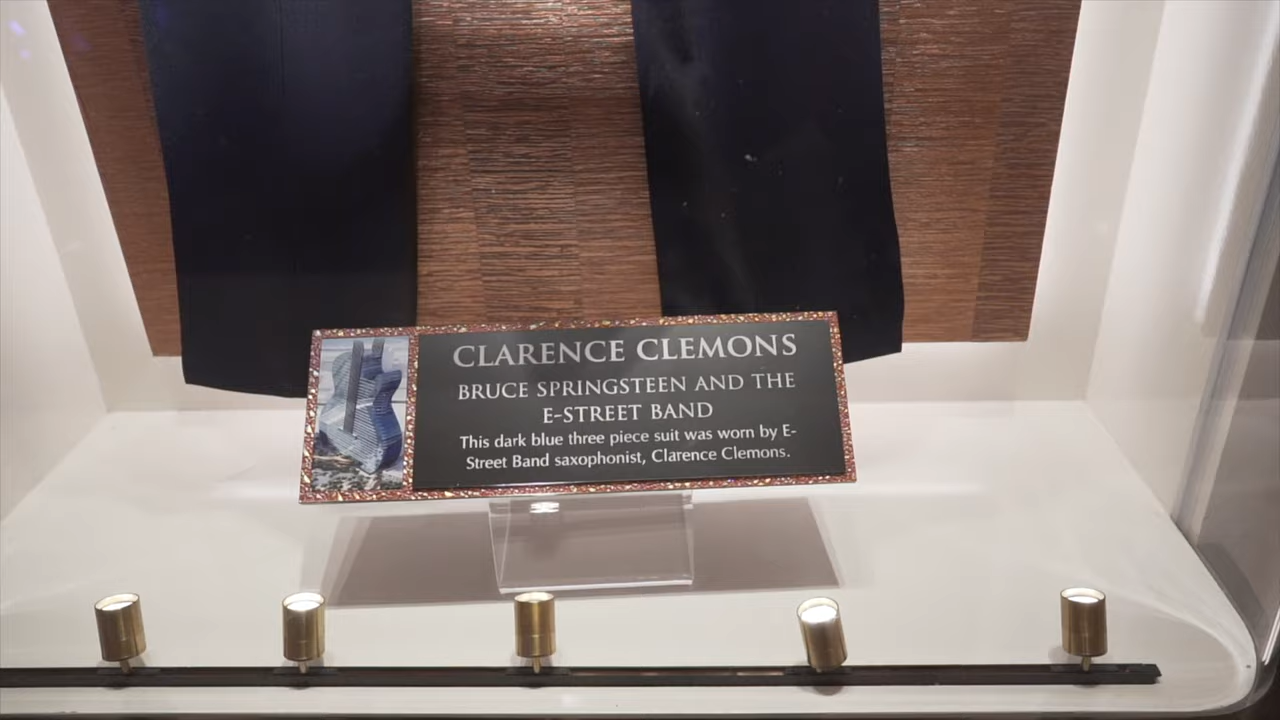 CLARENCE CLEMONS
BRUCE SPRINGSTEEN AND THE
E-STREET BAND
This dark blue three piece suit was worn by E-
Street Band saxophonist, Clarence Clemons.